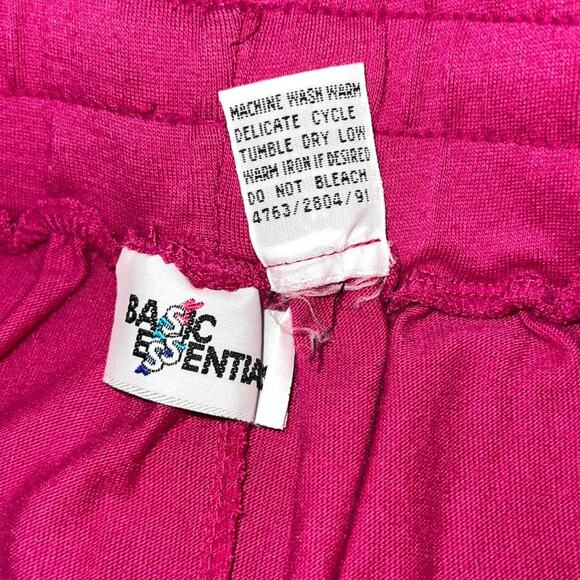 MACHINE WASH WARM
DELICATE CYCLE
TUMBLE DRY LOW
WARM IRON IF DESIRED
DO NOT BLEACH
4763/2804/91
BASIC
ESSENTIA